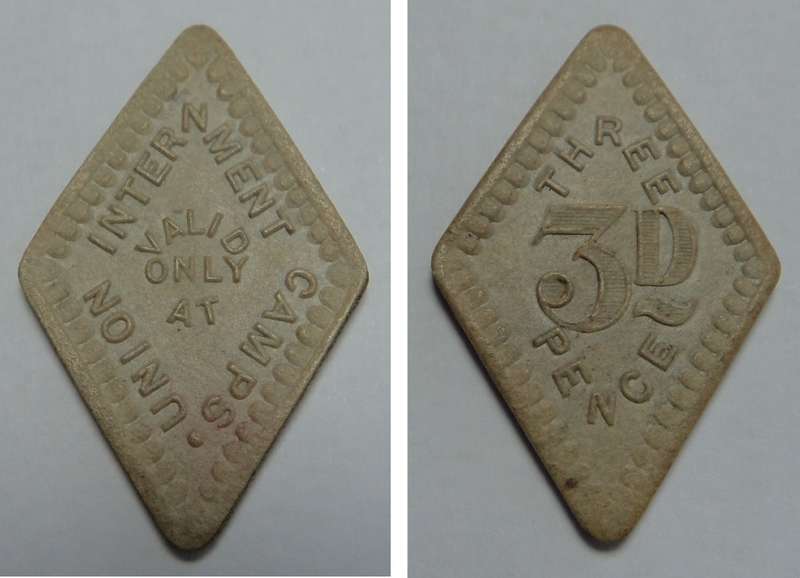 VALID
ONLY
AT
UNION INTERNMENT CAMPS.
THREE
3D
PENCE